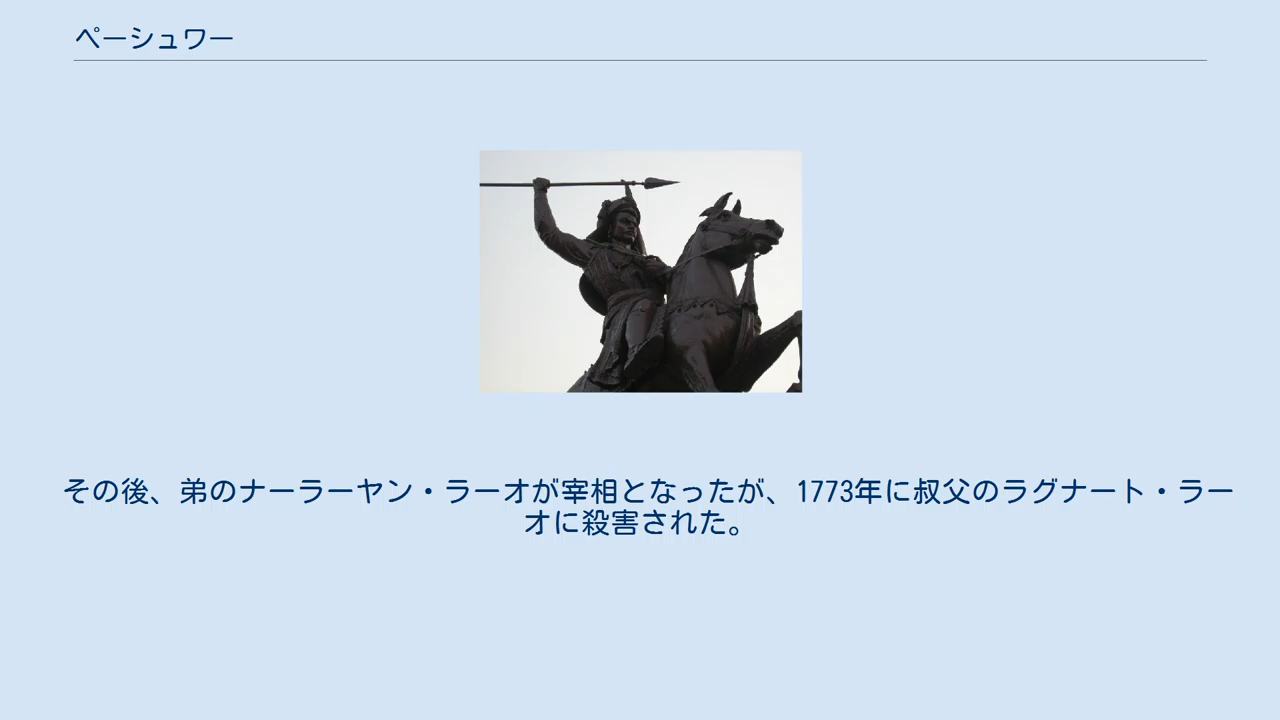 ペーシュワー
その後、弟のナーラーヤン・ラーオが宰相となったが、1773年に叔父のラグナート・ラー
オに殺害された。